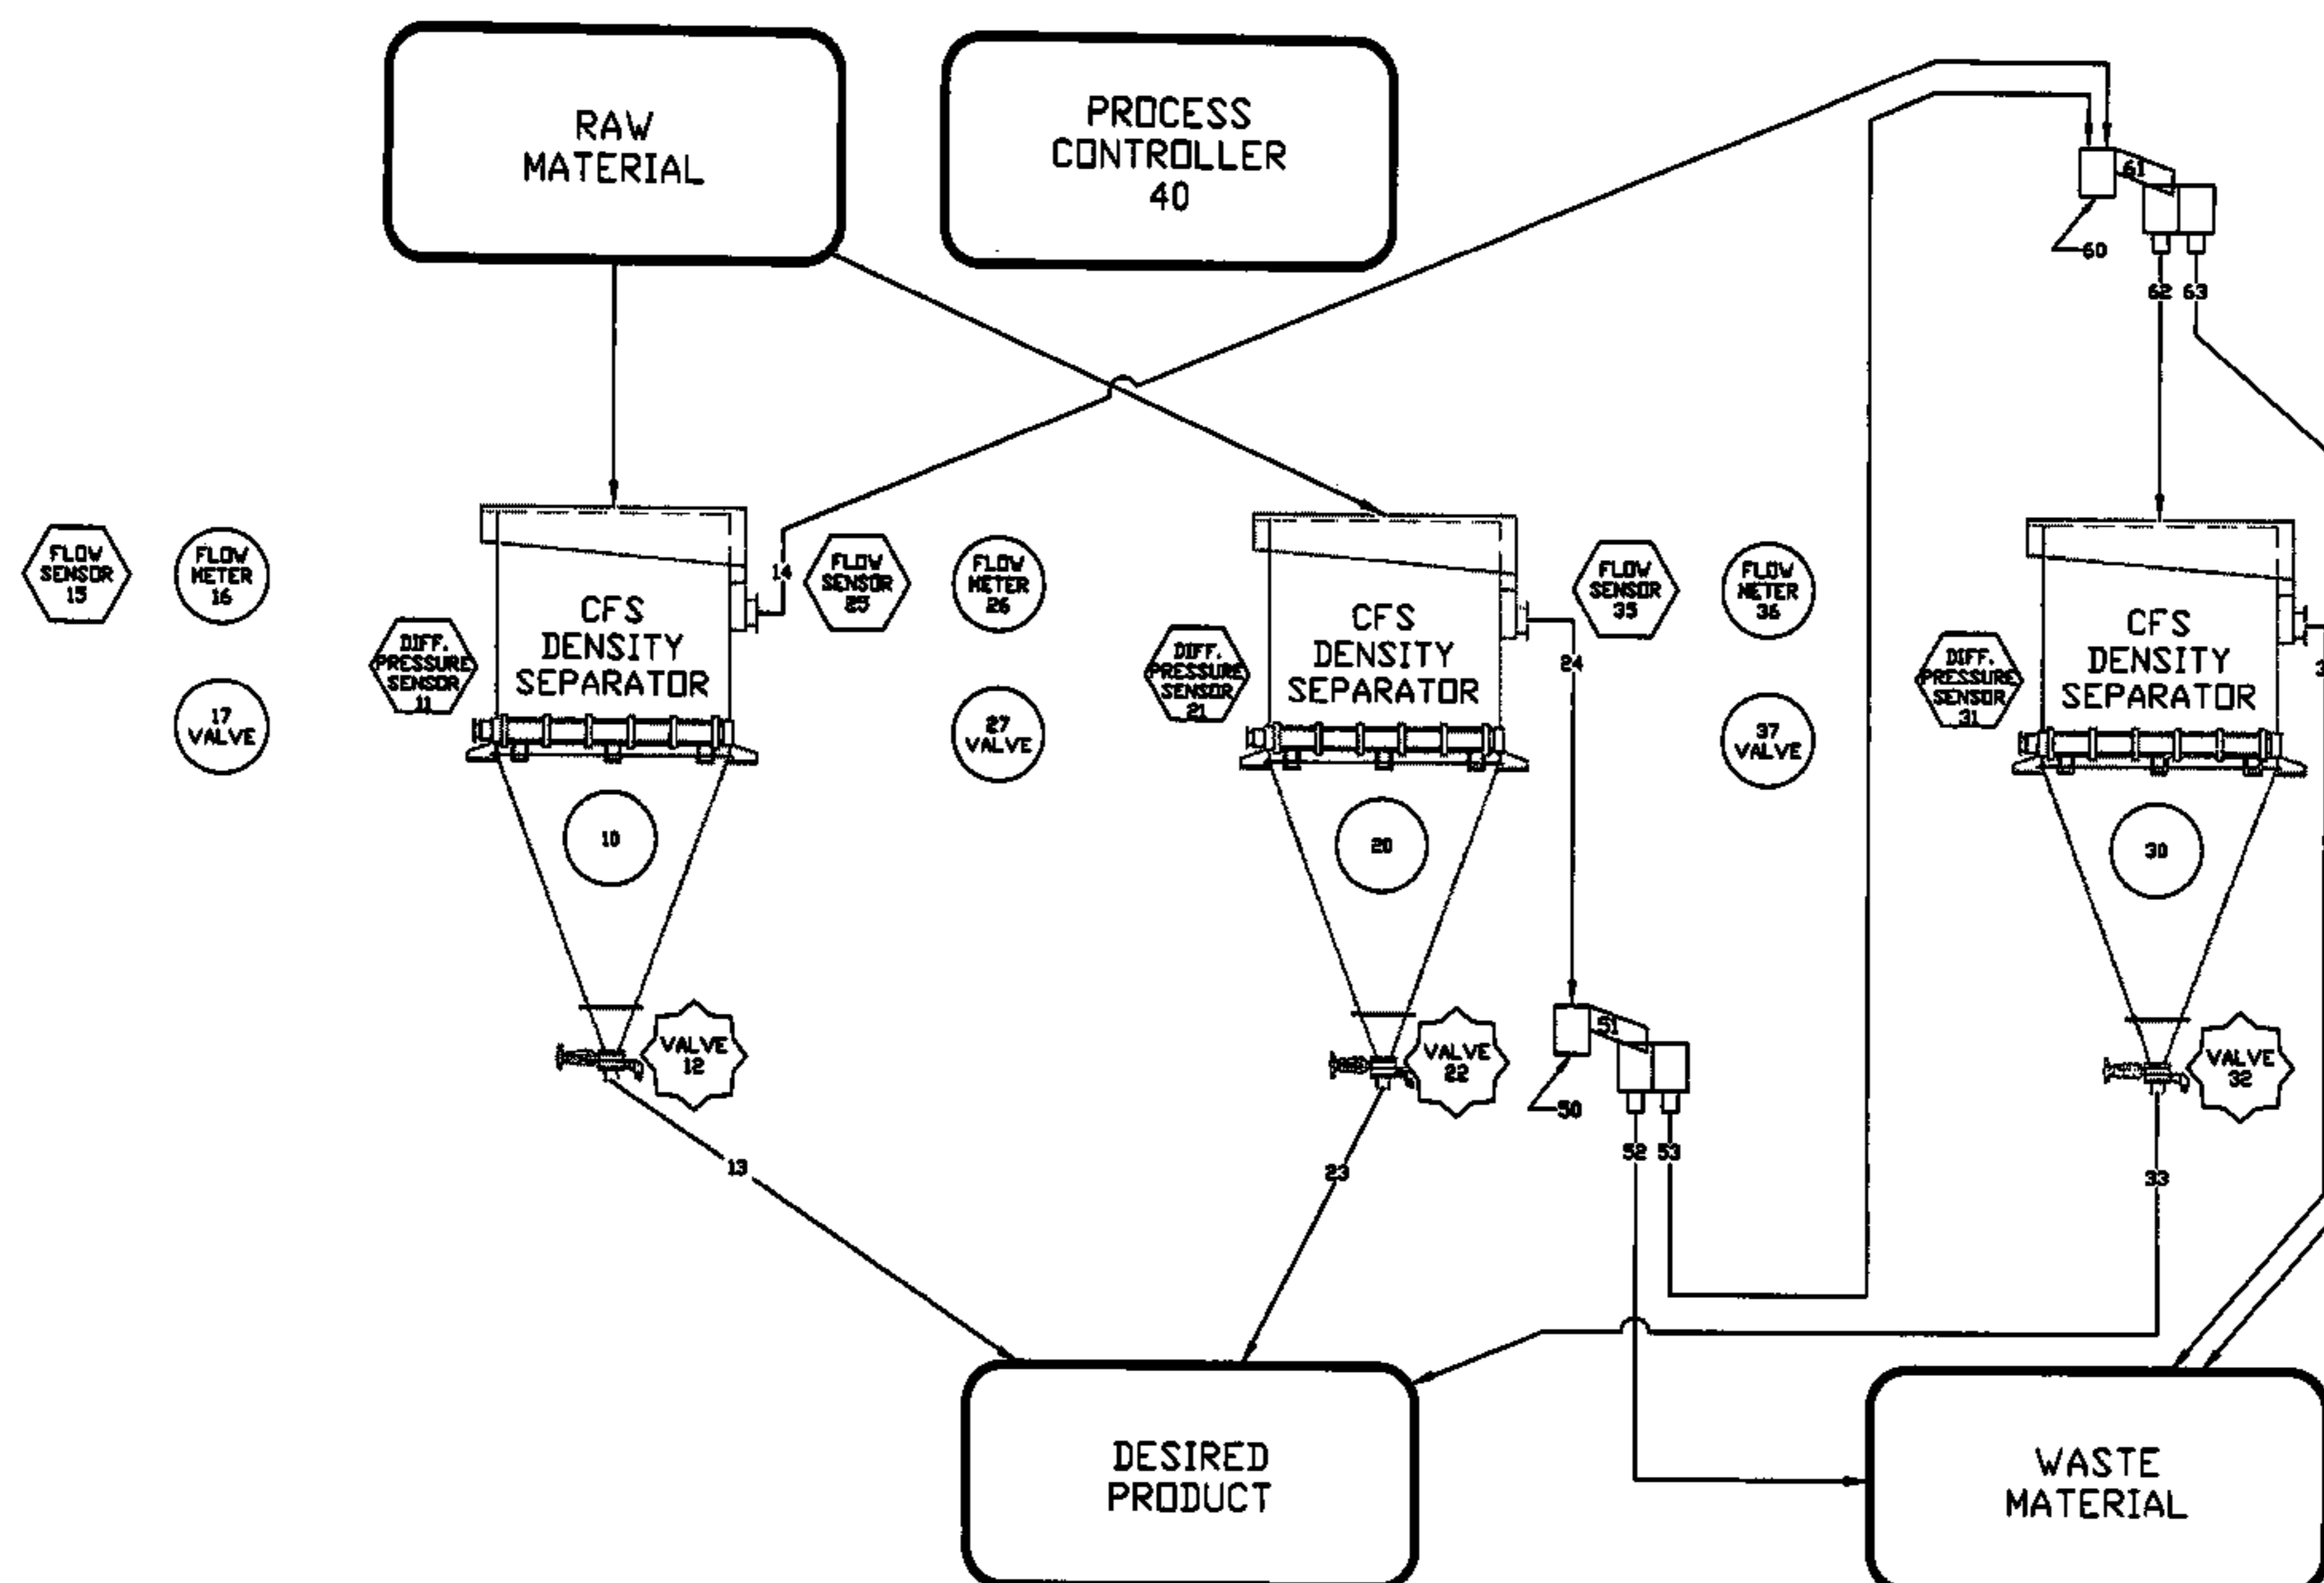 RAW
MATERIAL
PROCESS
CONTROLLER
40
61
60
62
63
FLOW
SENSOR
15
FLOW
METER
16
14
FLOW
SENSOR
25
FLOW
METER
26
FLOW
SENSOR
35
FLOW
METER
36
DIFF.
PRESSURE
SENSOR
11
CFS
DENSITY
SEPARATOR
DIFF.
PRESSURE
SENSOR
21
CFS
DENSITY
SEPARATOR
24
DIFF.
PRESSURE
SENSOR
31
CFS
DENSITY
SEPARATOR
17
VALVE
27
VALVE
37
VALVE
10
20
30
VALVE
12
VALVE
22
51
50
VALVE
32
13
23
52
53
33
DESIRED
PRODUCT
WASTE
MATERIAL